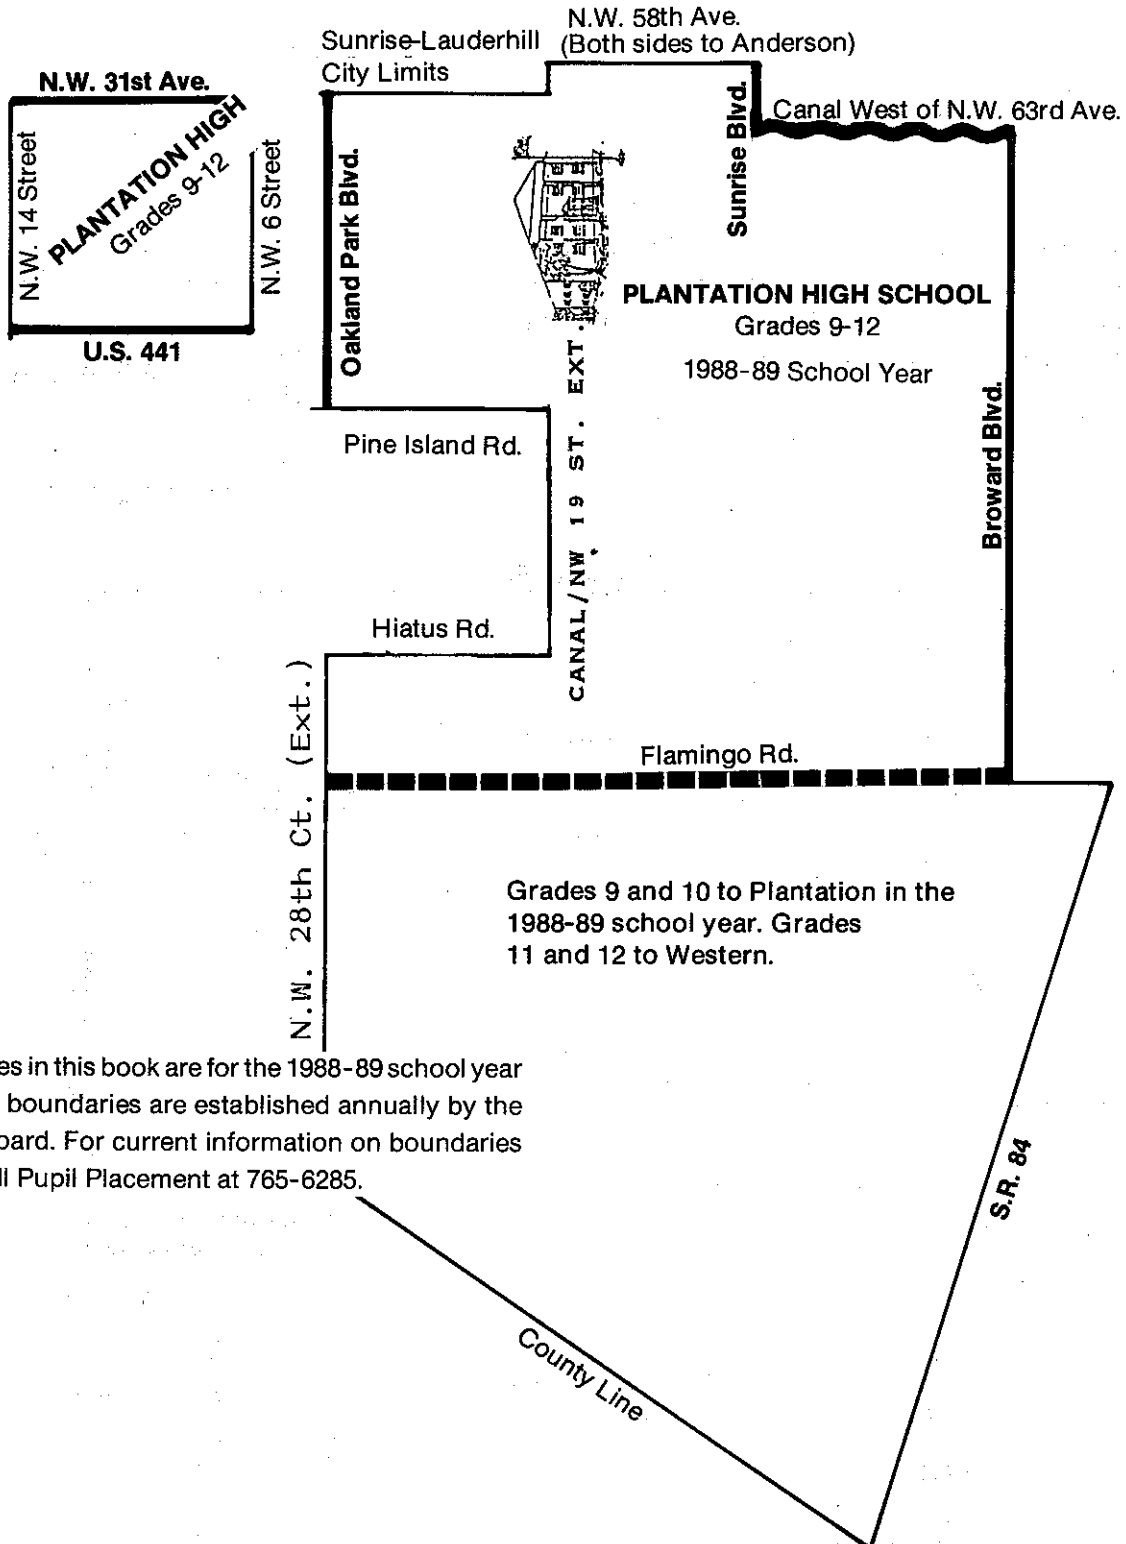 N.W. 58th Ave.
(Both sides to Anderson)
Sunrise-Lauderhill
City Limits
N.W. 31st Ave.
N.W. 14 Street
PLANTATION HIGH
Grades 9-12
N.W. 6 Street
U.S. 441
Oakland Park Blvd.
Sunrise Blvd.
Canal West of N.W. 63rd Ave.
PLANTATION HIGH SCHOOL
Grades 9-12
1988-89 School Year
Broward Blvd.
Pine Island Rd.
CANAL/NW 19 ST. EXT.
Hiatus Rd.
N.W. 28th Ct. (Ext.)
Flamingo Rd.
Grades 9 and 10 to Plantation in the
1988-89 school year. Grades
11 and 12 to Western.
es in this book are for the 1988-89 school year
boundaries are established annually by the
oard. For current information on boundaries
ll Pupil Placement at 765-6285.
S.R. 84
County Line